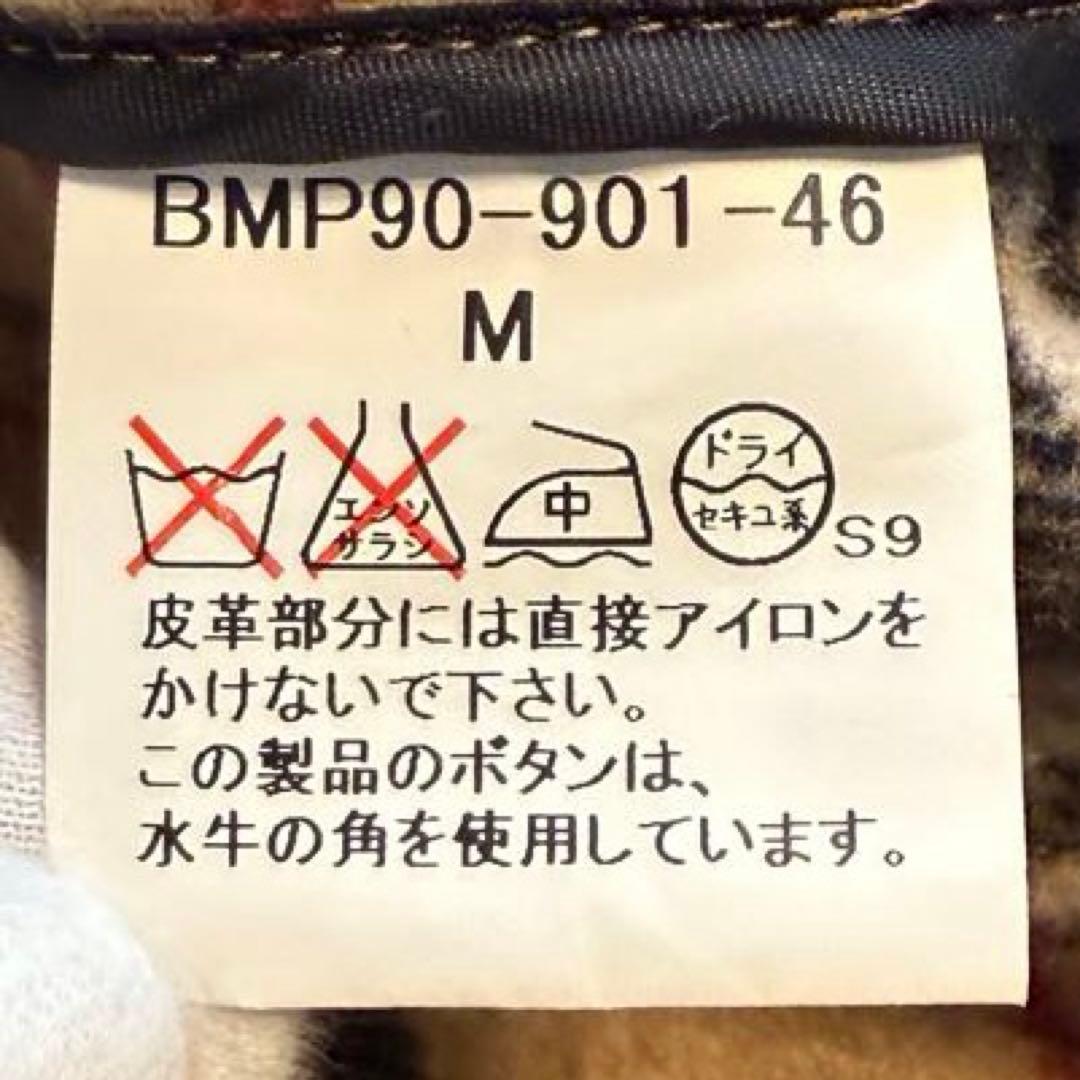 BMP90-901-46
M
エンソ
サラシ
中
ドライ
セキユ系
S9
皮革部分には直接アイロンを
かけないで下さい。
この製品のボタンは、
水牛の角を使用しています。